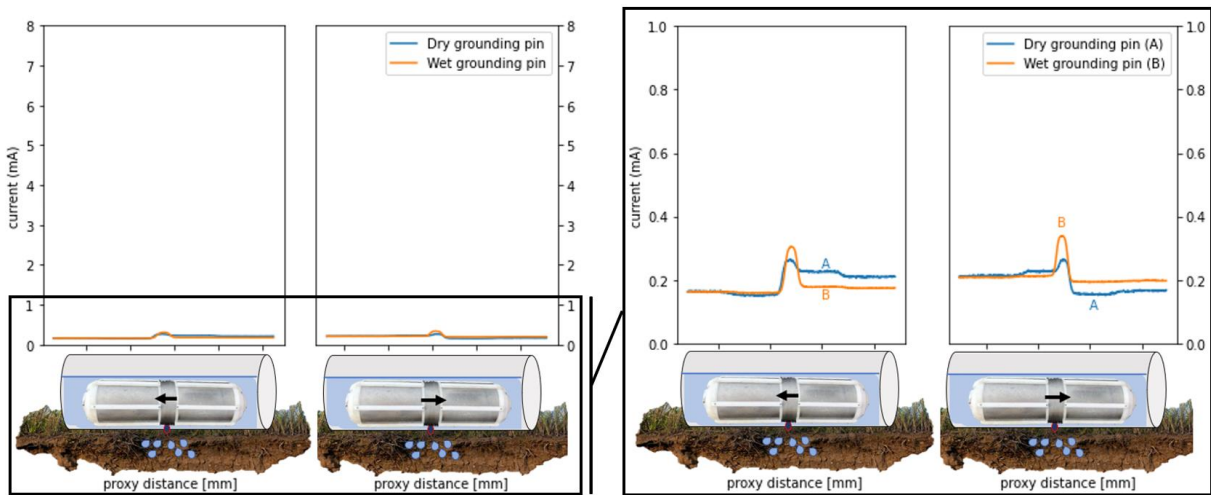 8
7
6
5
4
3
2
1
0
current (mA)
8
7
6
5
4
3
2
1
0
Dry grounding pin
Wet grounding pin
proxy distance [mm]
proxy distance [mm]
1.0
0.8
0.6
0.4
0.2
0.0
current (mA)
A
B
1.0
0.8
0.6
0.4
0.2
0.0
Dry grounding pin (A)
Wet grounding pin (B)
B
A
proxy distance [mm]
proxy distance [mm]